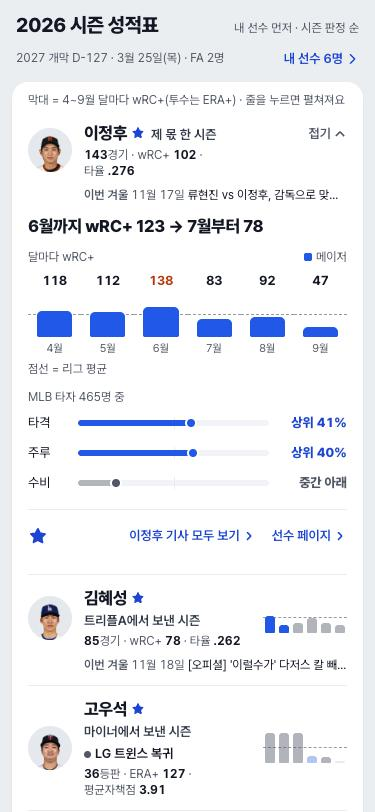 2026 시즌 성적표
내 선수 먼저 · 시즌 판정 순
2027 개막 D-127 · 3월 25일(목) · FA 2명
내 선수 6명
막대 = 4~9월 달마다 wRC+(투수는 ERA+) · 줄을 누르면 펼쳐져요
이정후 제 몫 한 시즌
접기
143경기 · wRC+ 102 ·
타율 .276
이번 겨울 11월 17일 류현진 vs 이정후, 감독으로 맞...
6월까지 wRC+ 123 → 7월부터 78
달마다 wRC+
메이저
118 112 138 83 92 47
4월 5월 6월 7월 8월 9월
점선 = 리그 평균
MLB 타자 465명 중
타격 상위 41%
주루 상위 40%
수비 중간 아래
이정후 기사 모두 보기
선수 페이지
김혜성
트리플A에서 보낸 시즌
85경기 · wRC+ 78 · 타율 .262
이번 겨울 11월 18일 [오피셜] '이럴수가' 다저스 칼 빼...
고우석
마이너에서 보낸 시즌
LG 트윈스 복귀
36등판 · ERA+ 127 ·
평균자책점 3.91